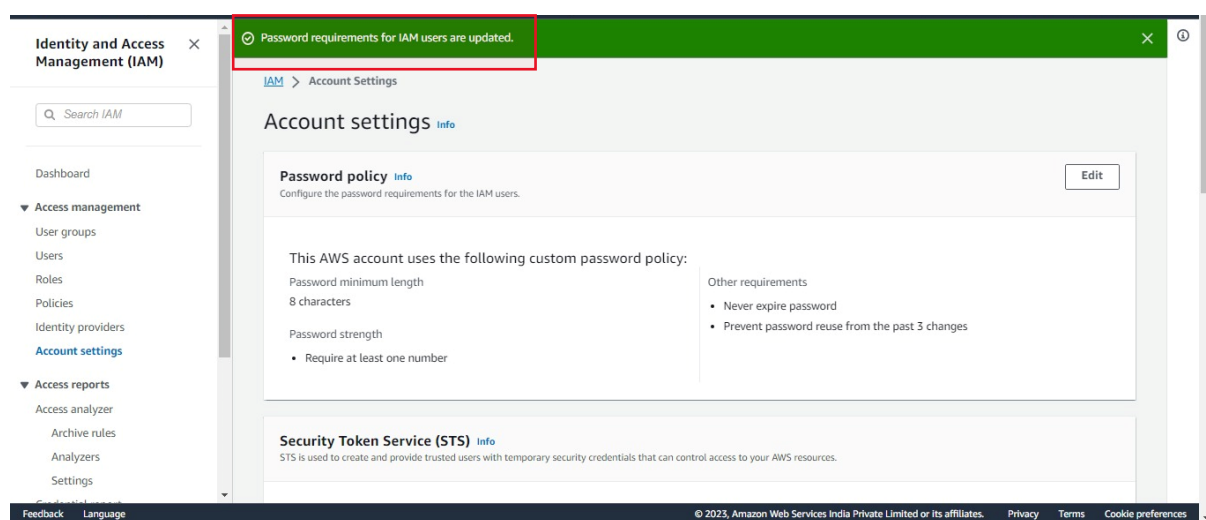 Identity and Access
Management (IAM)
Search IAM
Dashboard
Access management
User groups
Users
Roles
Policies
Identity providers
Account settings
Access reports
Access analyzer
Archive rules
Analyzers
Settings
Password requirements for IAM users are updated.
IAM > Account Settings
Account settings Info
Password policy Info
Configure the password requirements for the IAM users.
Edit
This AWS account uses the following custom password policy:
Password minimum length
8 characters
Password strength
• Require at least one number
Other requirements
• Never expire password
• Prevent password reuse from the past 3 changes
Security Token Service (STS) Info
STS is used to create and provide trusted users with temporary security credentials that can control access to your AWS resources.
Feedback Language
© 2023, Amazon Web Services India Private Limited or its affiliates. Privacy Terms Cookie preferences